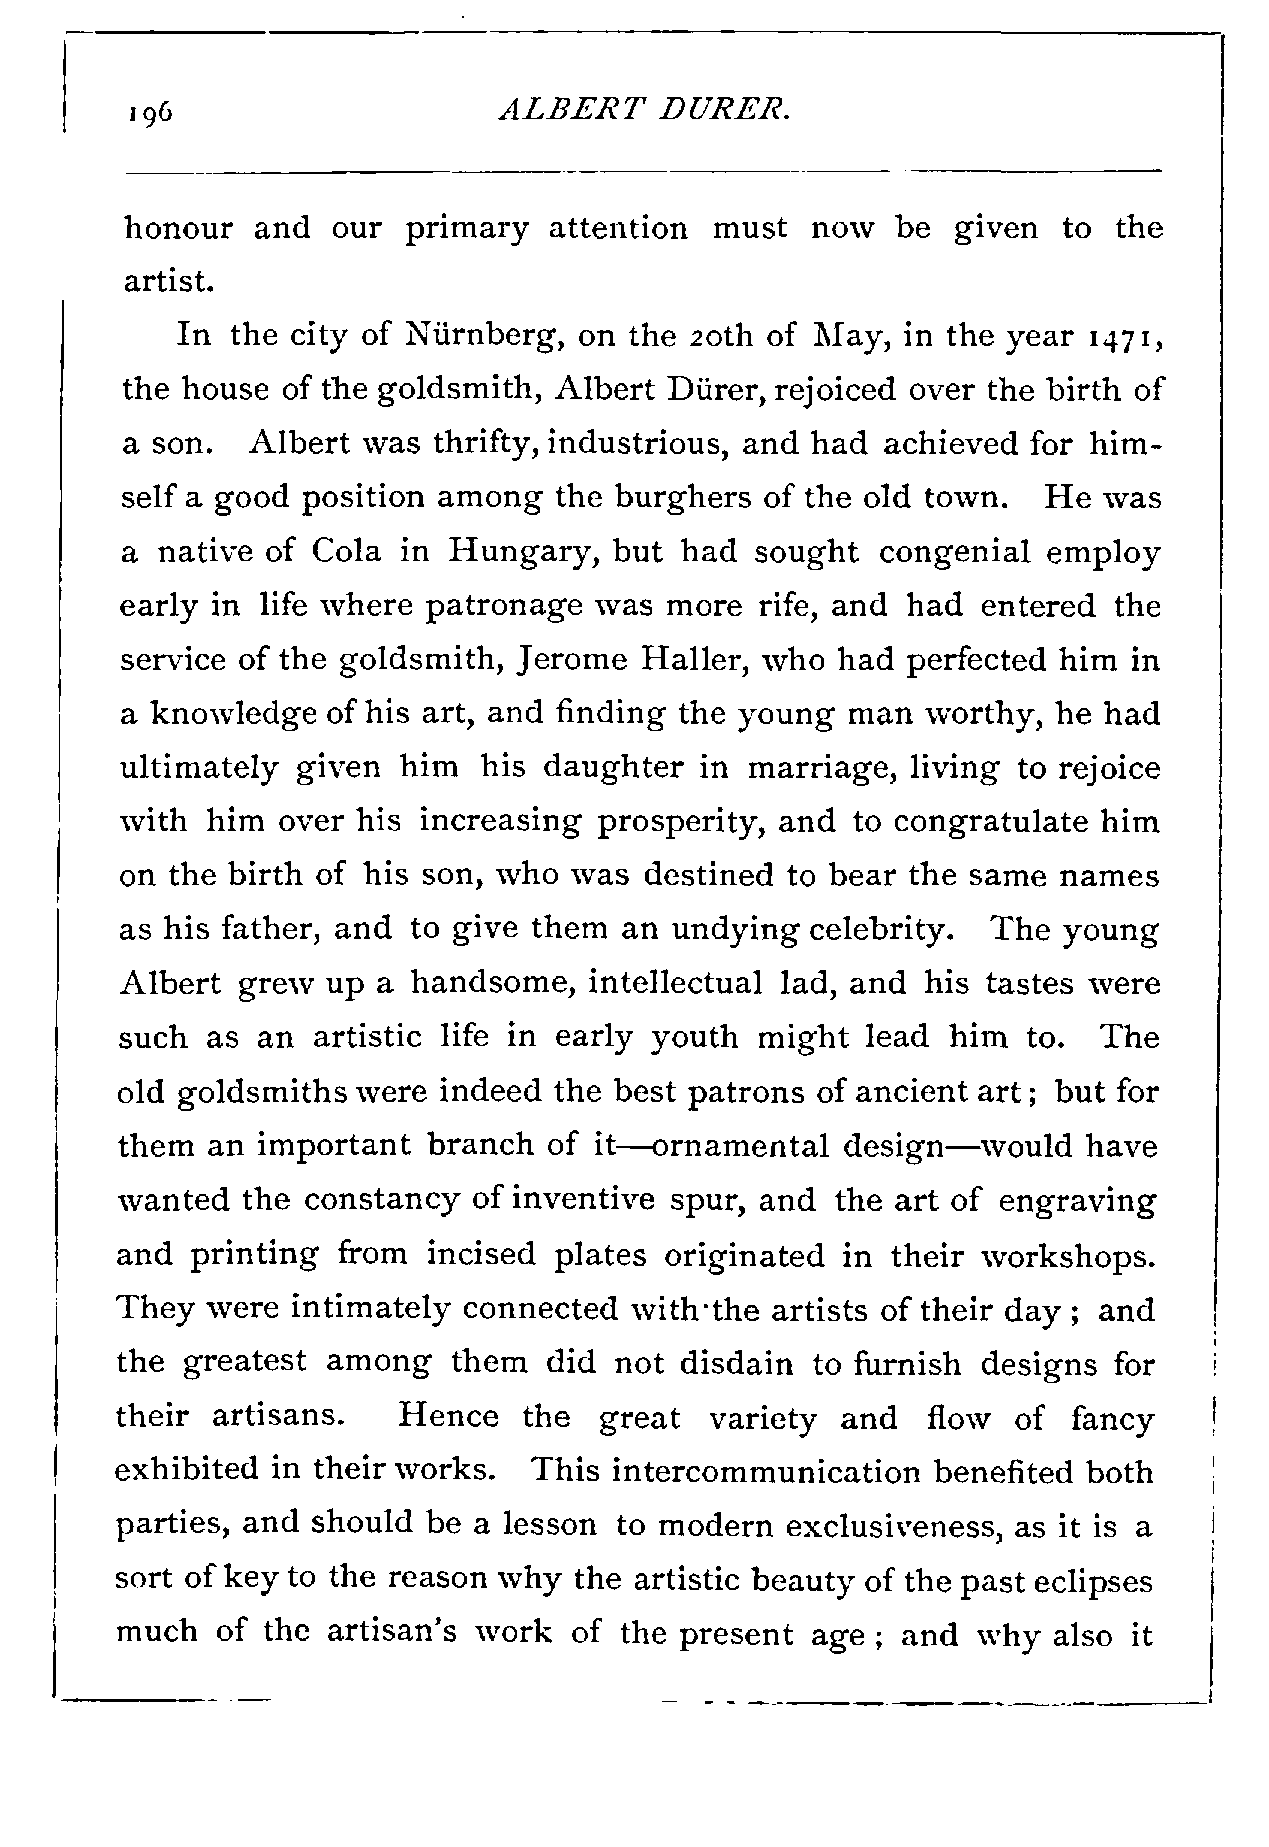 196 ALBERT DURER.
honour and our primary attention must now be given to the
artist.
In the city of Nürnberg, on the 20th of May, in the year 1471,
the house of the goldsmith, Albert Dürer, rejoiced over the birth of
a son. Albert was thrifty, industrious, and had achieved for him-
self a good position among the burghers of the old town. He was
a native of Cola in Hungary, but had sought congenial employ
early in life where patronage was more rife, and had entered the
service of the goldsmith, Jerome Haller, who had perfected him in
a knowledge of his art, and finding the young man worthy, he had
ultimately given him his daughter in marriage, living to rejoice
with him over his increasing prosperity, and to congratulate him
on the birth of his son, who was destined to bear the same names
as his father, and to give them an undying celebrity. The young
Albert grew up a handsome, intellectual lad, and his tastes were
such as an artistic life in early youth might lead him to. The
old goldsmiths were indeed the best patrons of ancient art; but for
them an important branch of it—ornamental design—would have
wanted the constancy of inventive spur, and the art of engraving
and printing from incised plates originated in their workshops.
They were intimately connected with the artists of their day; and
the greatest among them did not disdain to furnish designs for
their artisans. Hence the great variety and flow of fancy
exhibited in their works. This intercommunication benefited both
parties, and should be a lesson to modern exclusiveness, as it is a
sort of key to the reason why the artistic beauty of the past eclipses
much of the artisan's work of the present age; and why also it